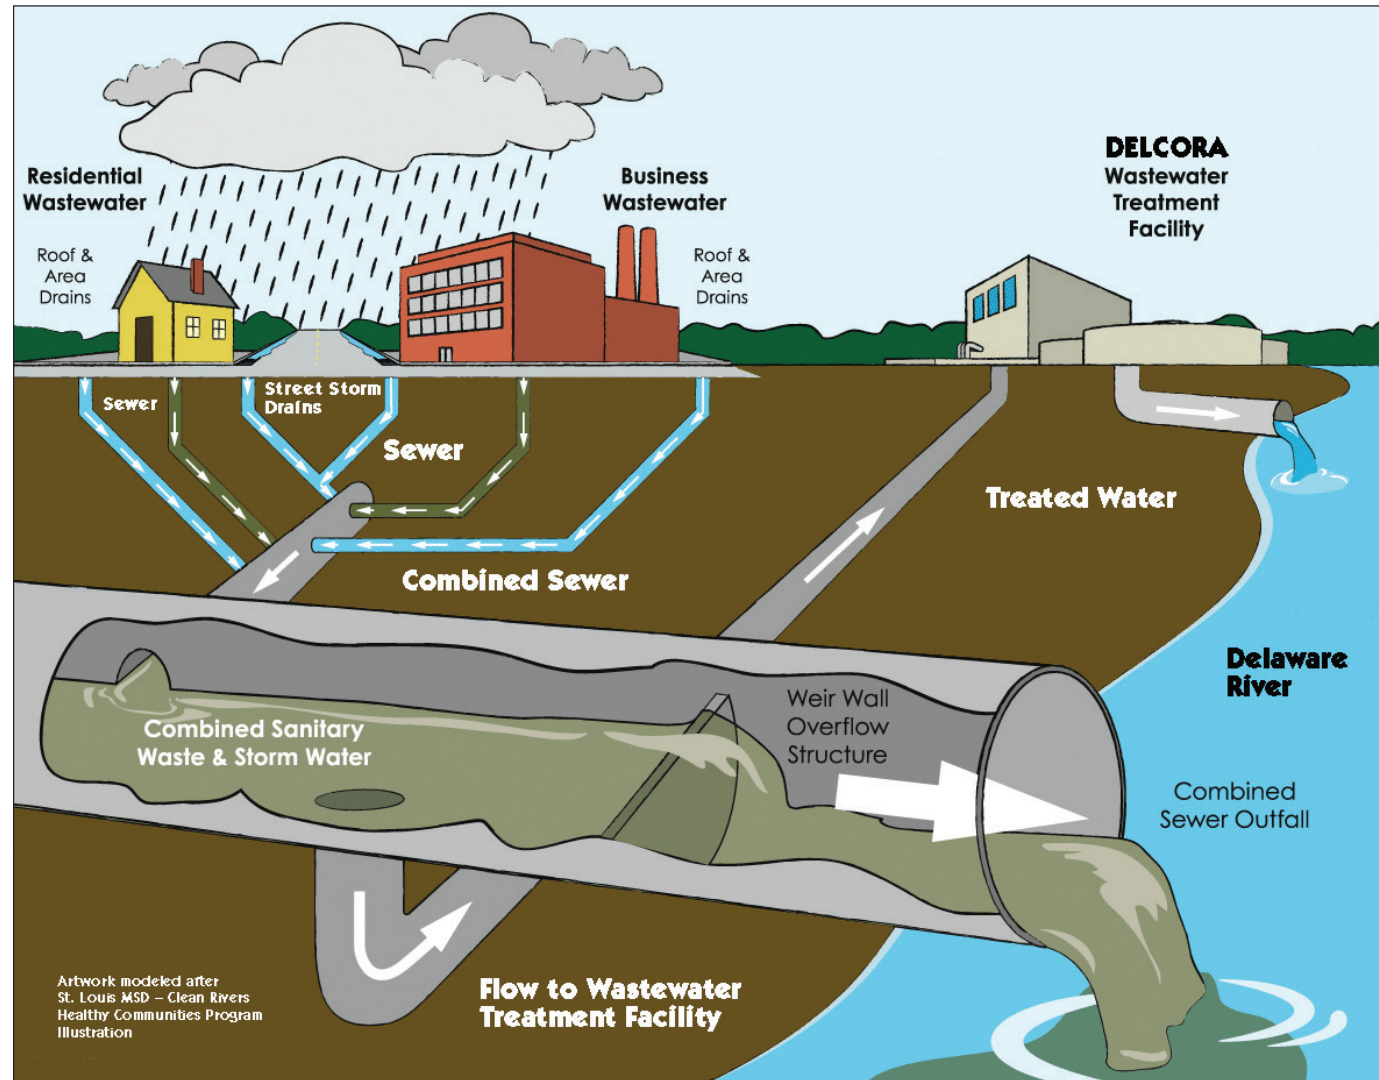 Residential
Wastewater
Roof &
Area
Drains
Business
Wastewater
Roof &
Area
Drains
DELCORA
Wastewater
Treatment
Facility
Sewer
Street Storm
Drains
Sewer
Combined Sewer
Treated Water
Delaware
River
Combined Sanitary
Waste & Storm Water
Weir Wall
Overflow
Structure
Combined
Sewer Outfall
Flow to Wastewater
Treatment Facility
Artwork modeled after
St. Louis MSD – Clean Rivers
Healthy Communities Program
Illustration